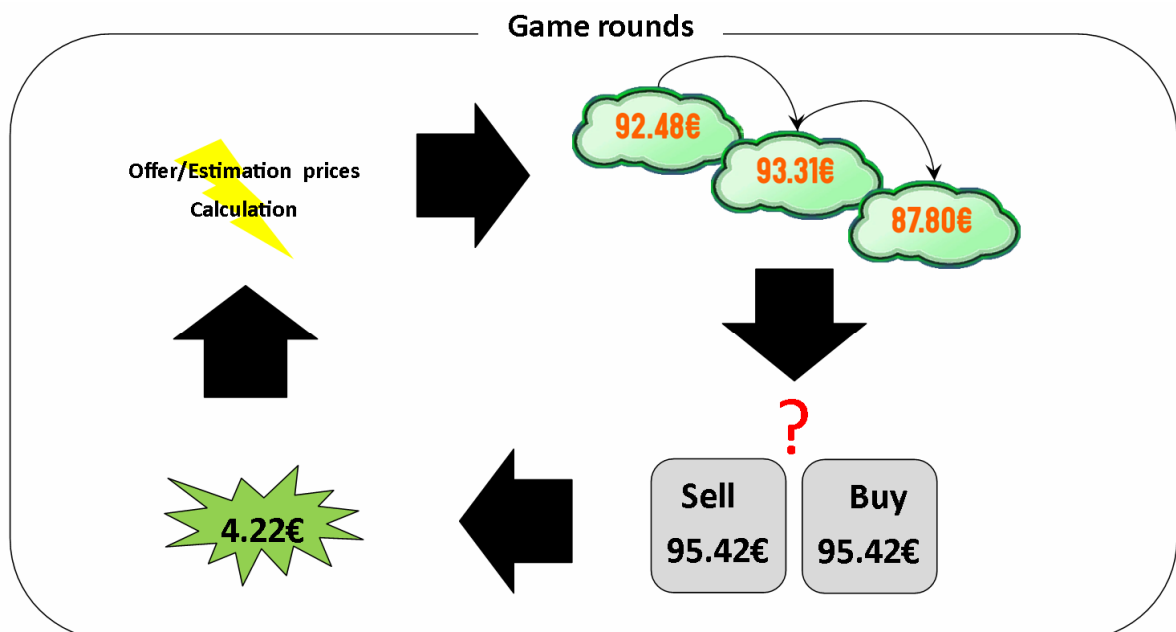 Game rounds
Offer/Estimation prices
Calculation
92.48€
93.31€
87.80€
?
Sell
95.42€
Buy
95.42€
4.22€